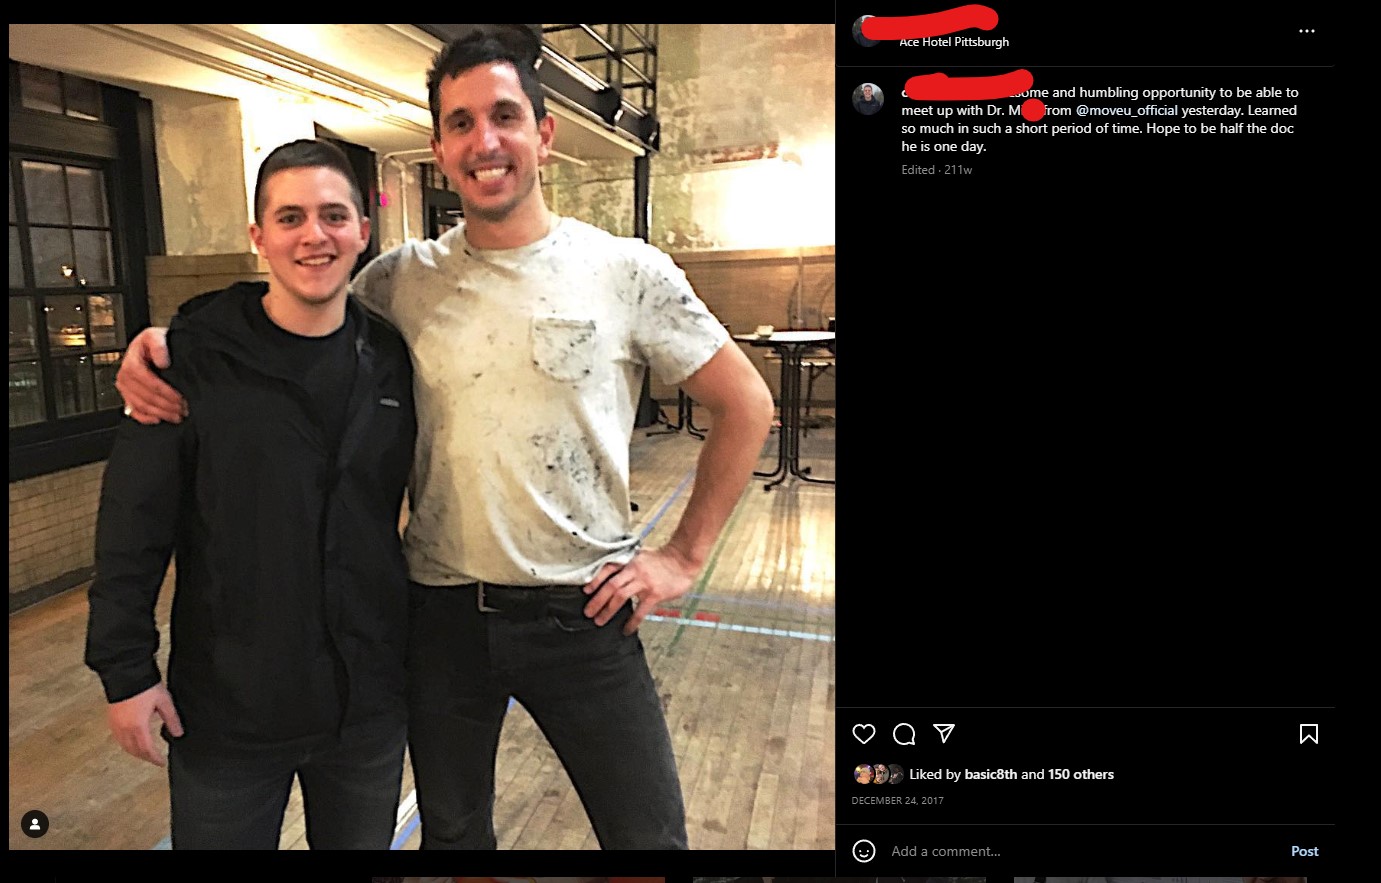 Ace Hotel Pittsburgh
and humbling opportunity to be able to
meet up with Dr. from @moveu_official yesterday. Learned
so much in such a short period of time. Hope to be half the doc
he is one day.
Edited · 211w
Liked by basic8th and 150 others
DECEMBER 24, 2017
Add a comment...
Post